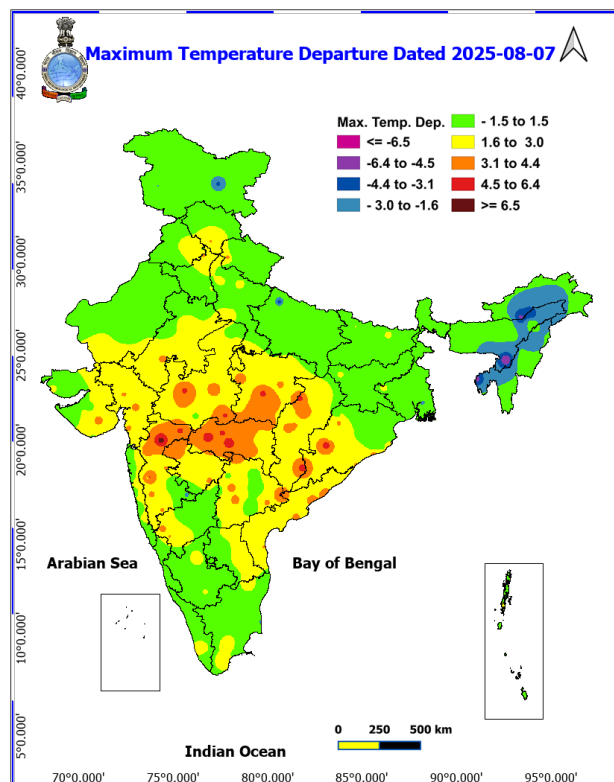 Maximum Temperature Departure Dated 2025-08-07
Max. Temp. Dep.
<= -6.5
-6.4 to -4.5
-4.4 to -3.1
- 3.0 to -1.6
- 1.5 to 1.5
1.6 to 3.0
3.1 to 4.4
4.5 to 6.4
>= 6.5
40°0.000'
35°0.000'
30°0.000'
25°0.000'
20°0.000'
15°0.000'
10°0.000'
5°0.000'
Arabian Sea
Bay of Bengal
Indian Ocean
0 250 500 km
70°0.000' 75°0.000' 80°0.000' 85°0.000' 90°0.000' 95°0.000'